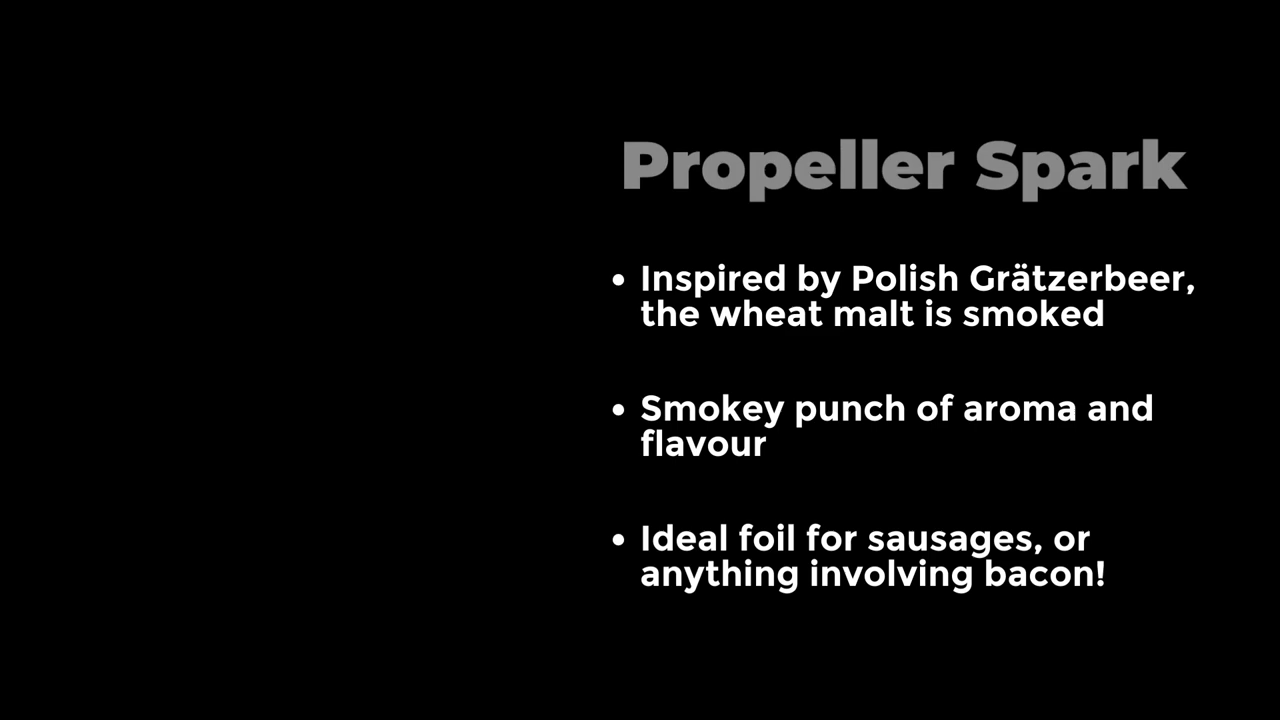 Propeller Spark
• Inspired by Polish Grätzerbeer,
the wheat malt is smoked
• Smokey punch of aroma and
flavour
• Ideal foil for sausages, or
anything involving bacon!